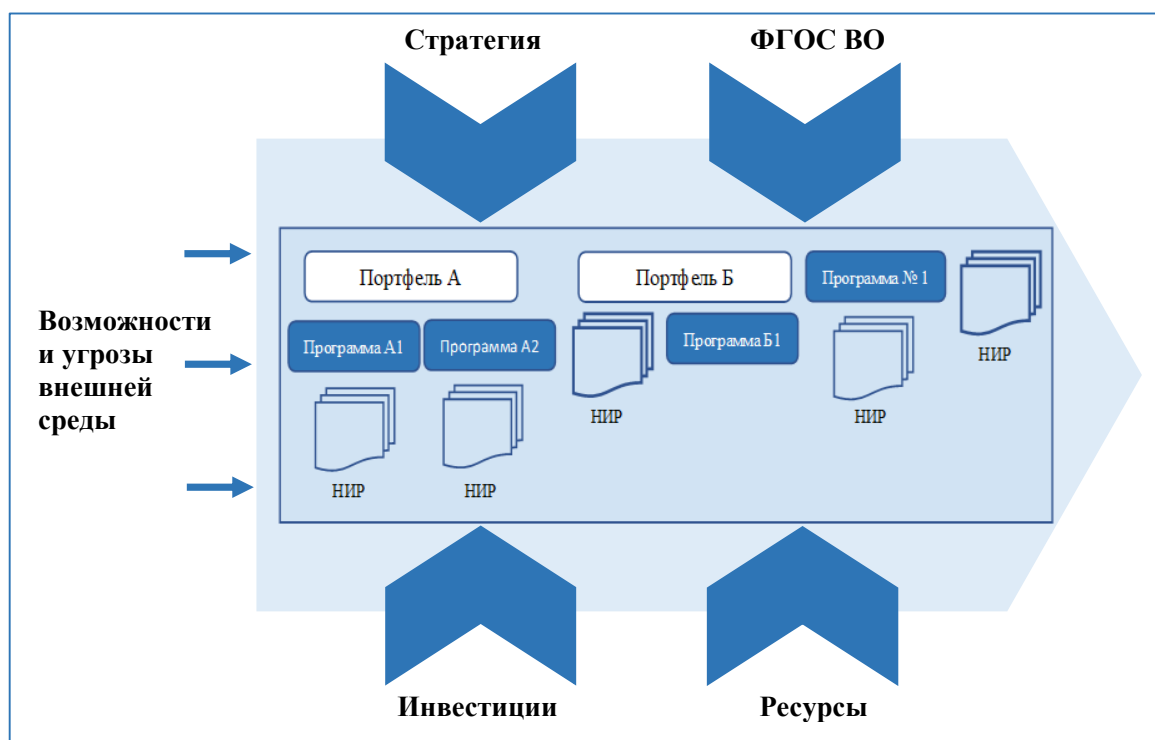 Стратегия
ФГОС ВО
Возможности
и угрозы
внешней
среды
Портфель А
Портфель Б
Программа № 1
НИР
Программа А1
Программа А2
НИР
Программа Б1
НИР
НИР
НИР
Инвестиции
Ресурсы